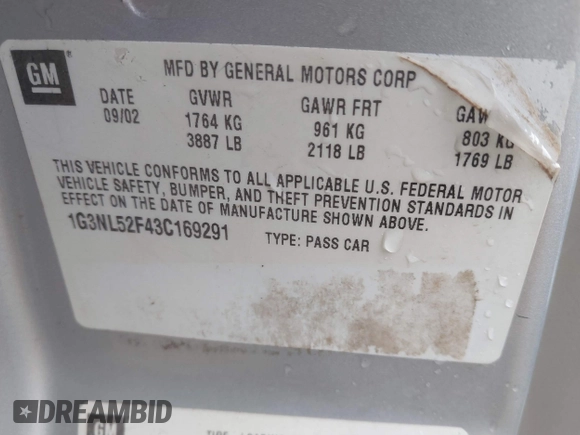 GM
MFD BY GENERAL MOTORS CORP
DATE GVWR GAWR FRT GAW
09/02 1764 KG 961 KG 803 KG
3887 LB 2118 LB 1769 LB
THIS VEHICLE CONFORMS TO ALL APPLICABLE U.S. FEDERAL MOTOR
VEHICLE SAFETY, BUMPER, AND THEFT PREVENTION STANDARDS IN
EFFECT ON THE DATE OF MANUFACTURE SHOWN ABOVE.
1G3NL52F43C169291 TYPE: PASS CAR
GM
DREAMBID